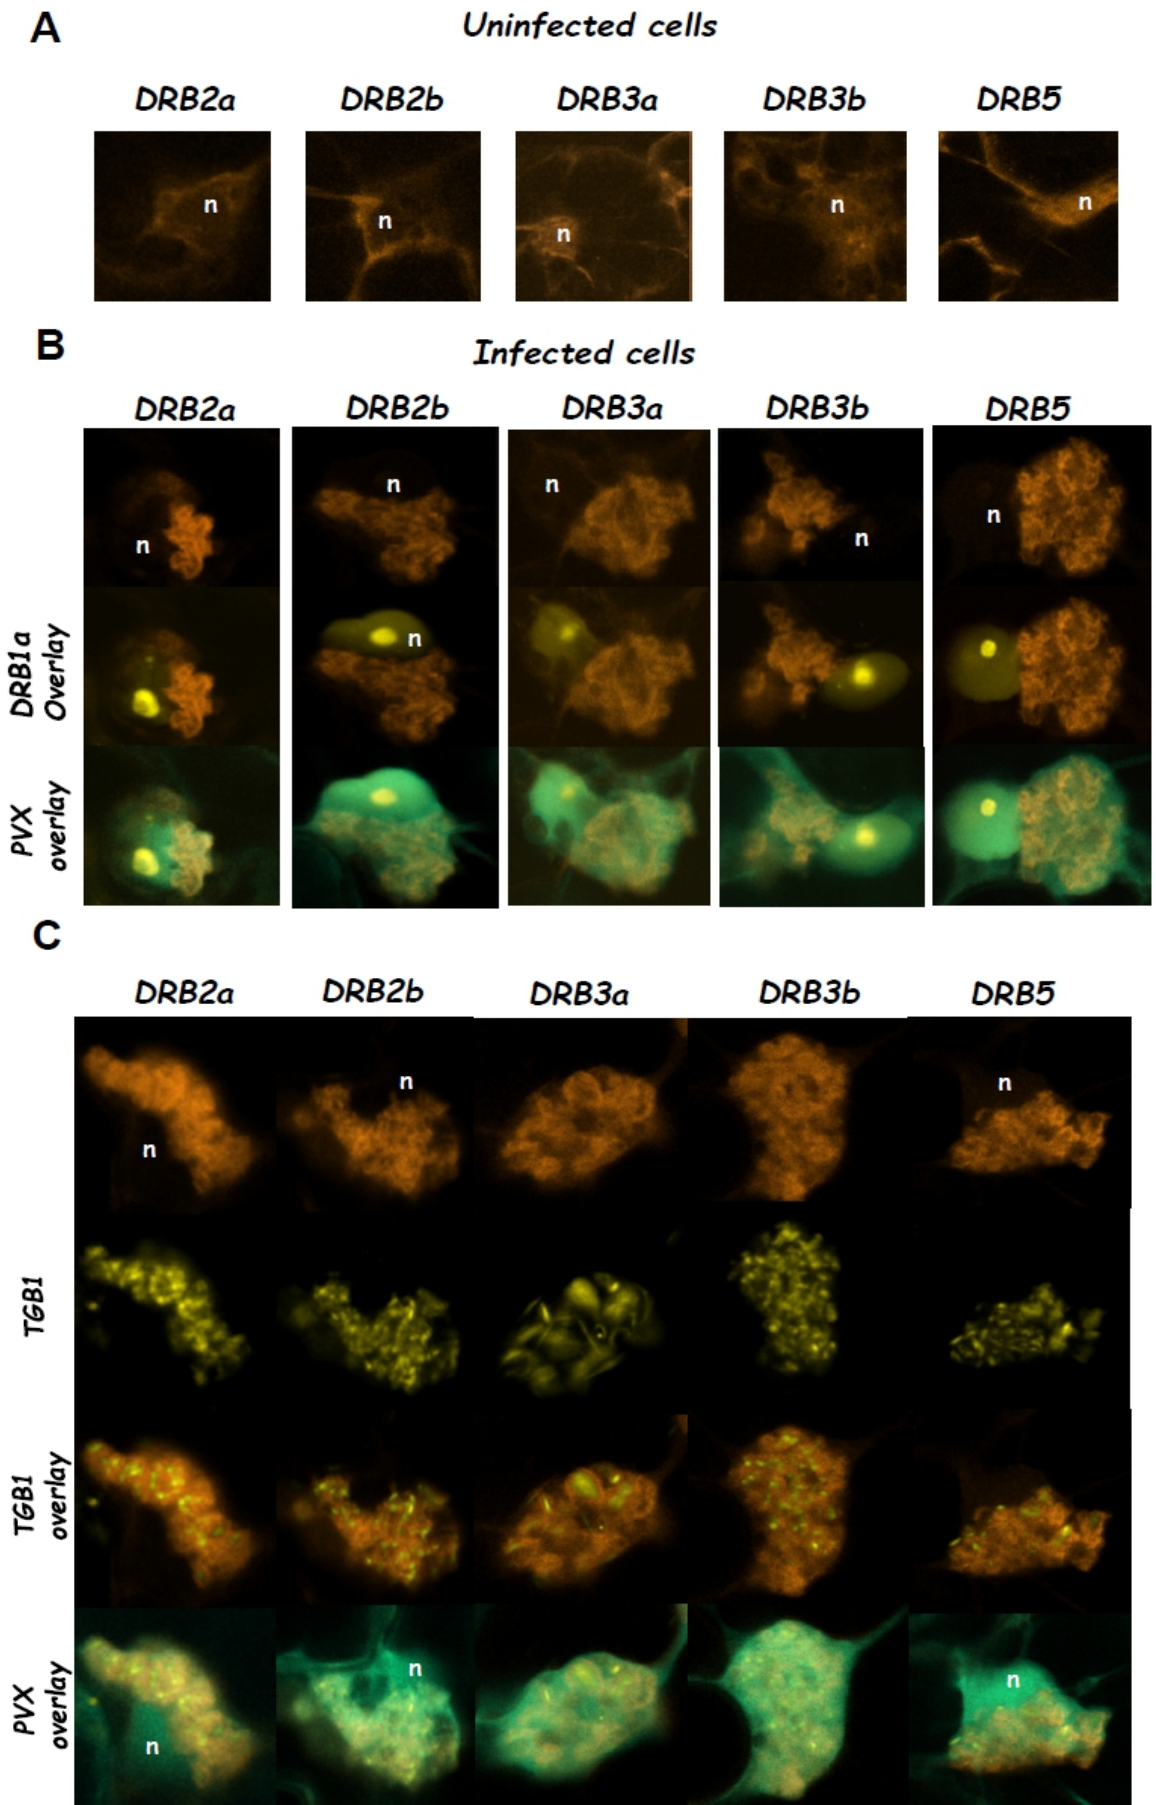 A
Uninfected cells
DRB2a DRB2b DRB3a DRB3b DRB5
n n n n n
B
Infected cells
DRB2a DRB2b DRB3a DRB3b DRB5
n n n n n
DRB1a
Overlay
n
PVX
overlay
C
DRB2a DRB2b DRB3a DRB3b DRB5
n n n
TGB1
TGB1
overlay
PVX
overlay
n n n